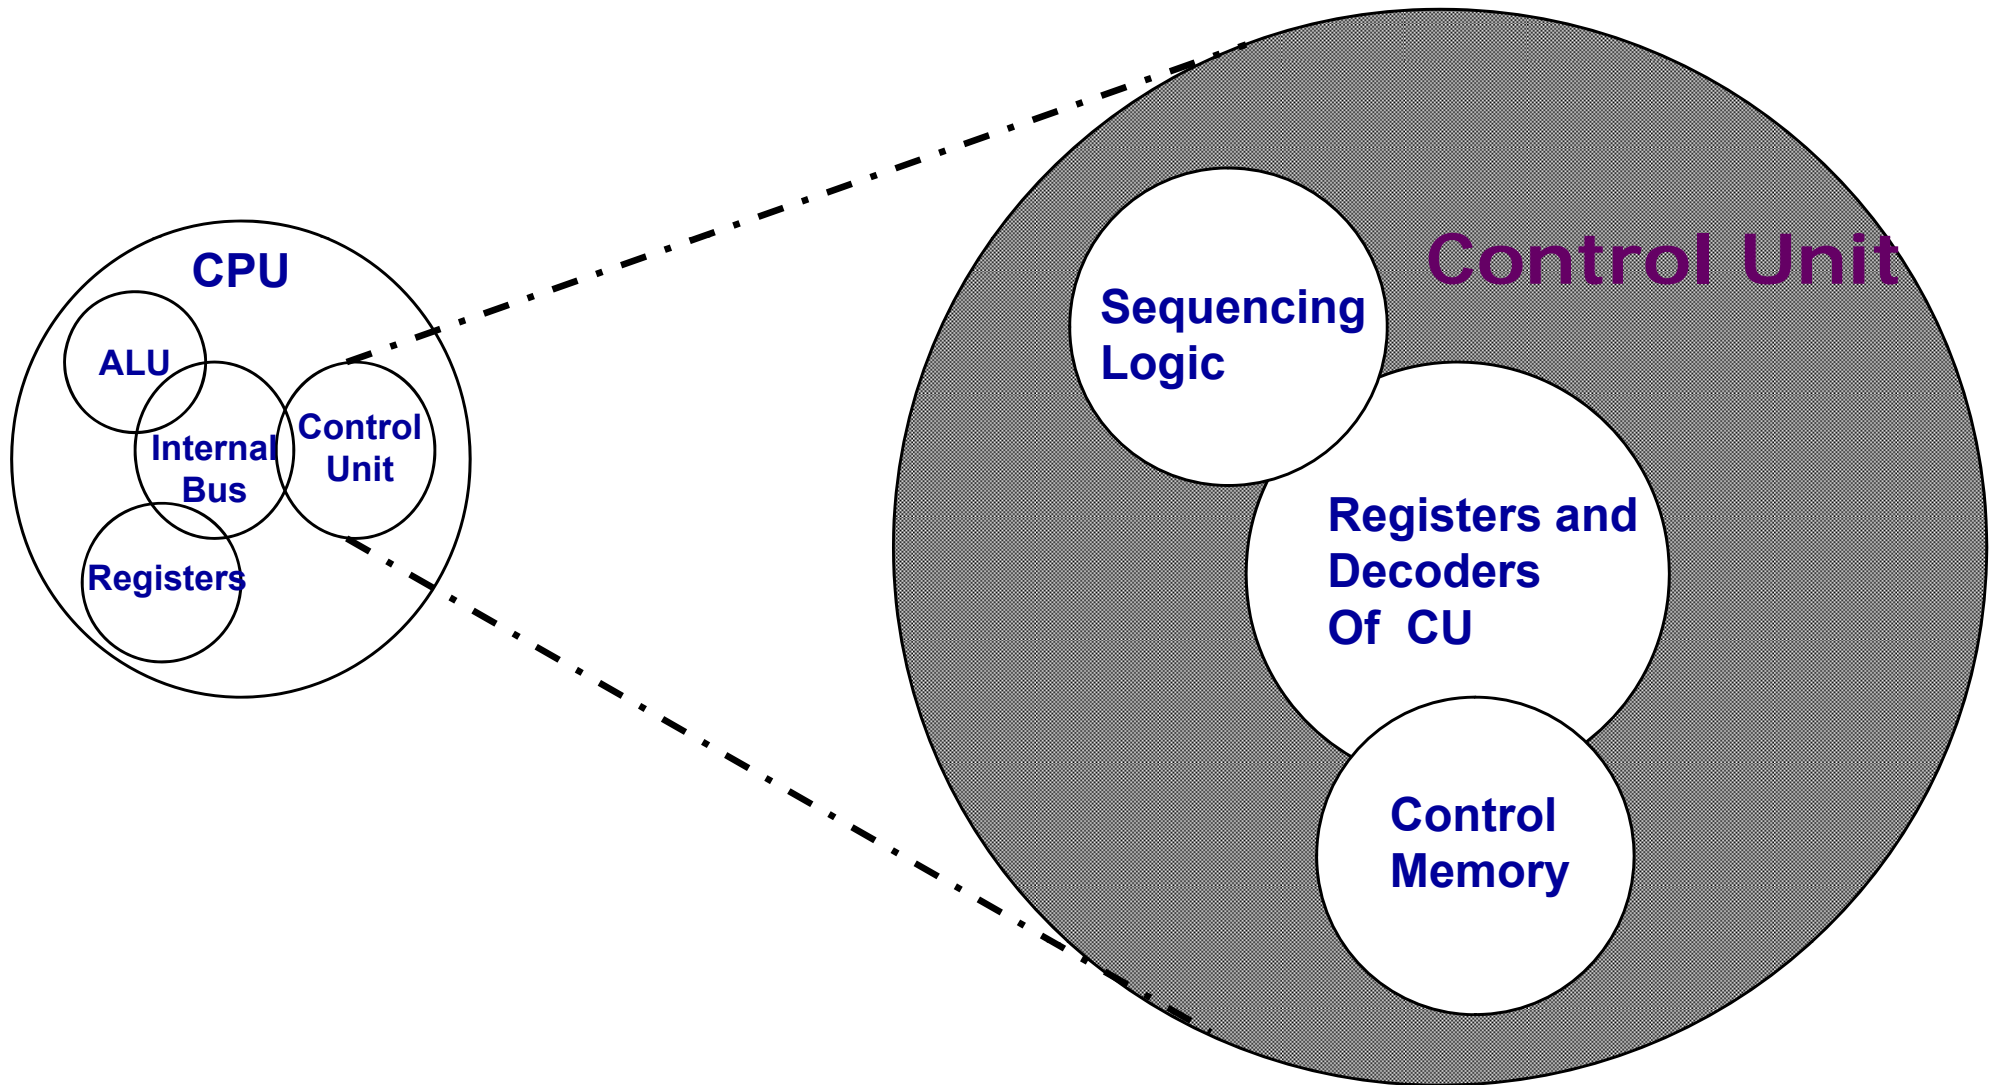 CPU
ALU
Internal
Bus
Control
Unit
Registers
Control Unit
Sequencing
Logic
Registers and
Decoders
Of CU
Control
Memory